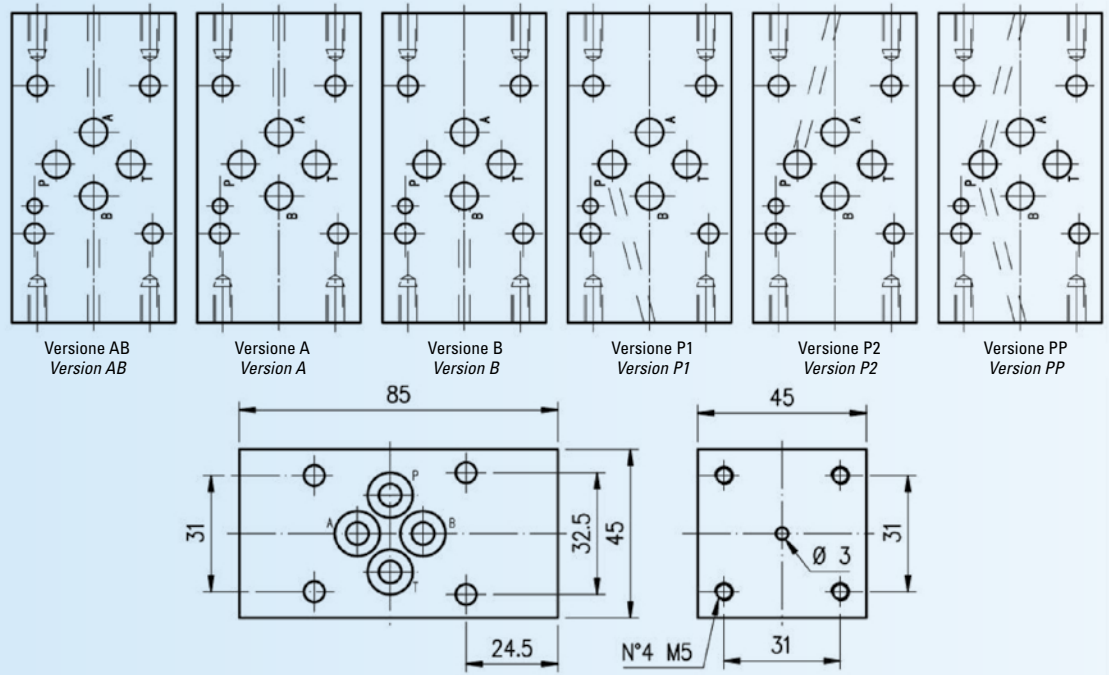 A
P
T
B
A
P
T
B
A
P
T
B
A
P
T
B
A
P
T
B
A
P
T
B
Versione AB
Version AB
Versione A
Version A
Versione B
Version B
Versione P1
Version P1
Versione P2
Version P2
Versione PP
Version PP
85
45
P
A
B
T
31
32.5
45
24.5
31
Ø 3
N°4 M5
31